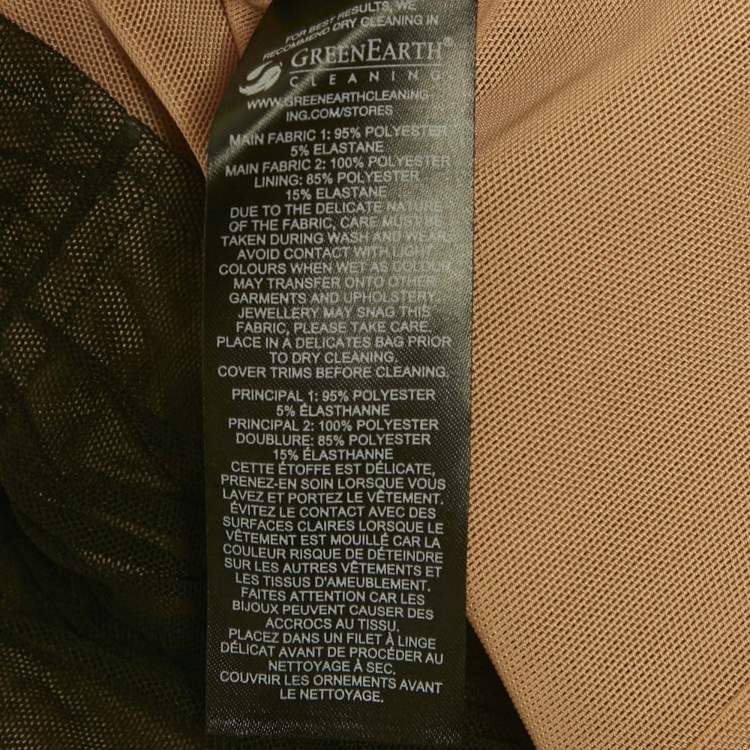 FOR BEST RESULTS, WE
RECOMMEND DRY CLEANING IN
GREENEARTH®
CLEANING
WWW.GREENEARTHCLEANING-
ING.COM/STORES
MAIN FABRIC 1: 95% POLYESTER
5% ELASTANE
MAIN FABRIC 2: 100% POLYESTER
LINING: 85% POLYESTER
15% ELASTANE
DUE TO THE DELICATE NATURE
OF THE FABRIC, CARE MUST BE
TAKEN DURING WASH AND WEAR.
AVOID CONTACT WITH LIGHT
COLOURS WHEN WET AS COLOUR
MAY TRANSFER ONTO OTHER
GARMENTS AND UPHOLSTERY.
JEWELLERY MAY SNAG THIS
FABRIC, PLEASE TAKE CARE.
PLACE IN A DELICATES BAG PRIOR
TO DRY CLEANING.
COVER TRIMS BEFORE CLEANING.
PRINCIPAL 1: 95% POLYESTER
5% ÉLASTHANNE
PRINCIPAL 2: 100% POLYESTER
DOUBLURE: 85% POLYESTER
15% ÉLASTHANNE
CETTE ÉTOFFE EST DÉLICATE,
PRENEZ-EN SOIN LORSQUE VOUS
LAVEZ ET PORTEZ LE VÊTEMENT.
ÉVITEZ LE CONTACT AVEC DES
SURFACES CLAIRES LORSQUE LE
VÊTEMENT EST MOUILLÉ CAR LA
COULEUR RISQUE DE DÉTEINDRE
SUR LES AUTRES VÊTEMENTS ET
LES TISSUS D'AMEUBLEMENT.
FAITES ATTENTION CAR LES
BIJOUX PEUVENT CAUSER DES
ACCROCS AU TISSU.
PLACEZ DANS UN FILET À LINGE
DÉLICAT AVANT DE PROCÉDER AU
NETTOYAGE À SEC.
COUVRIR LES ORNEMENTS AVANT
LE NETTOYAGE.